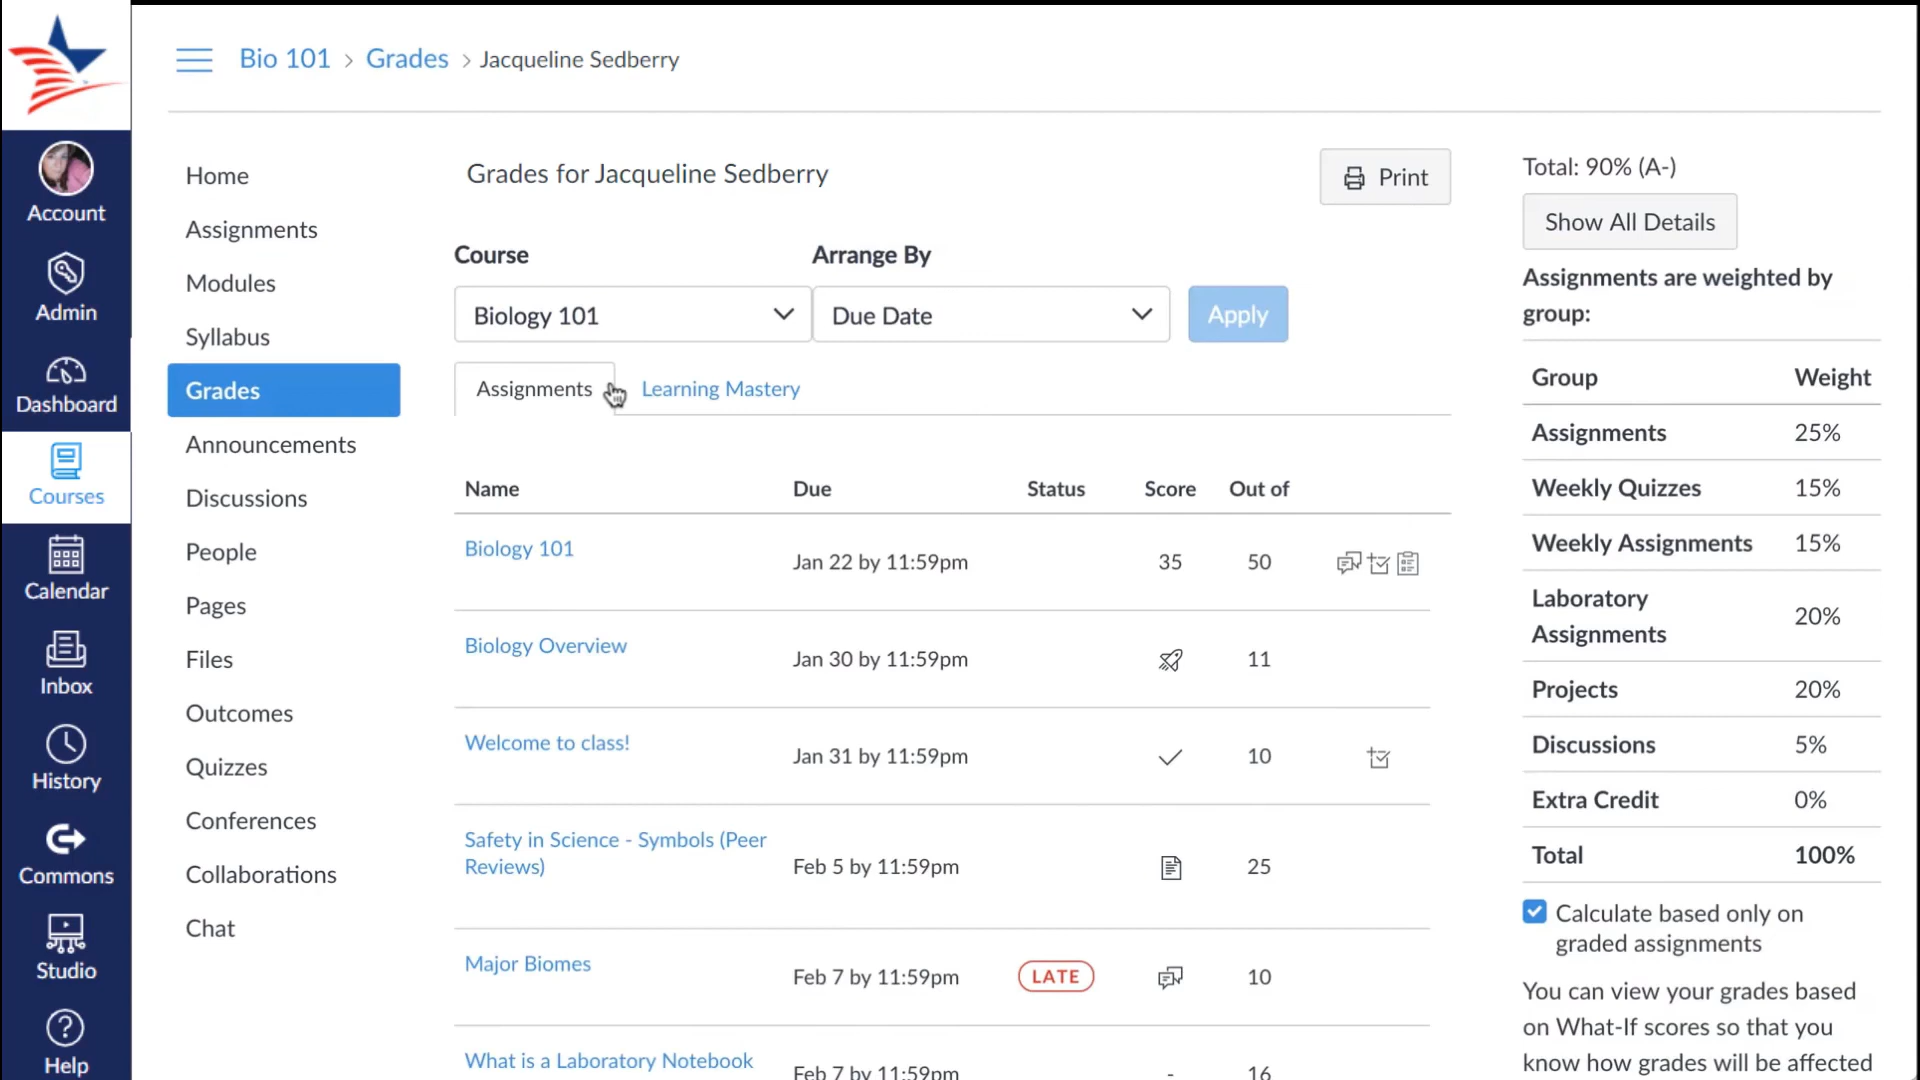 Bio 101 > Grades > Jacqueline Sedberry
Account
Admin
Dashboard
Courses
Calendar
Inbox
History
Commons
Studio
Help
Home
Assignments
Modules
Syllabus
Grades
Announcements
Discussions
People
Pages
Files
Outcomes
Quizzes
Conferences
Collaborations
Chat
Grades for Jacqueline Sedberry
Print
Course
Arrange By
Biology 101
Due Date
Apply
Assignments
Learning Mastery
Name Due Status Score Out of
Biology 101 Jan 22 by 11:59pm 35 50
Biology Overview Jan 30 by 11:59pm 11
Welcome to class! Jan 31 by 11:59pm 10
Safety in Science - Symbols (Peer
Reviews) Feb 5 by 11:59pm 25
Major Biomes Feb 7 by 11:59pm LATE 10
What is a Laboratory Notebook
Feb 7 by 11:59pm - 16
Total: 90% (A-)
Show All Details
Assignments are weighted by
group:
Group Weight
Assignments 25%
Weekly Quizzes 15%
Weekly Assignments 15%
Laboratory
Assignments 20%
Projects 20%
Discussions 5%
Extra Credit 0%
Total 100%
Calculate based only on
graded assignments
You can view your grades based
on What-If scores so that you
know how grades will be affected